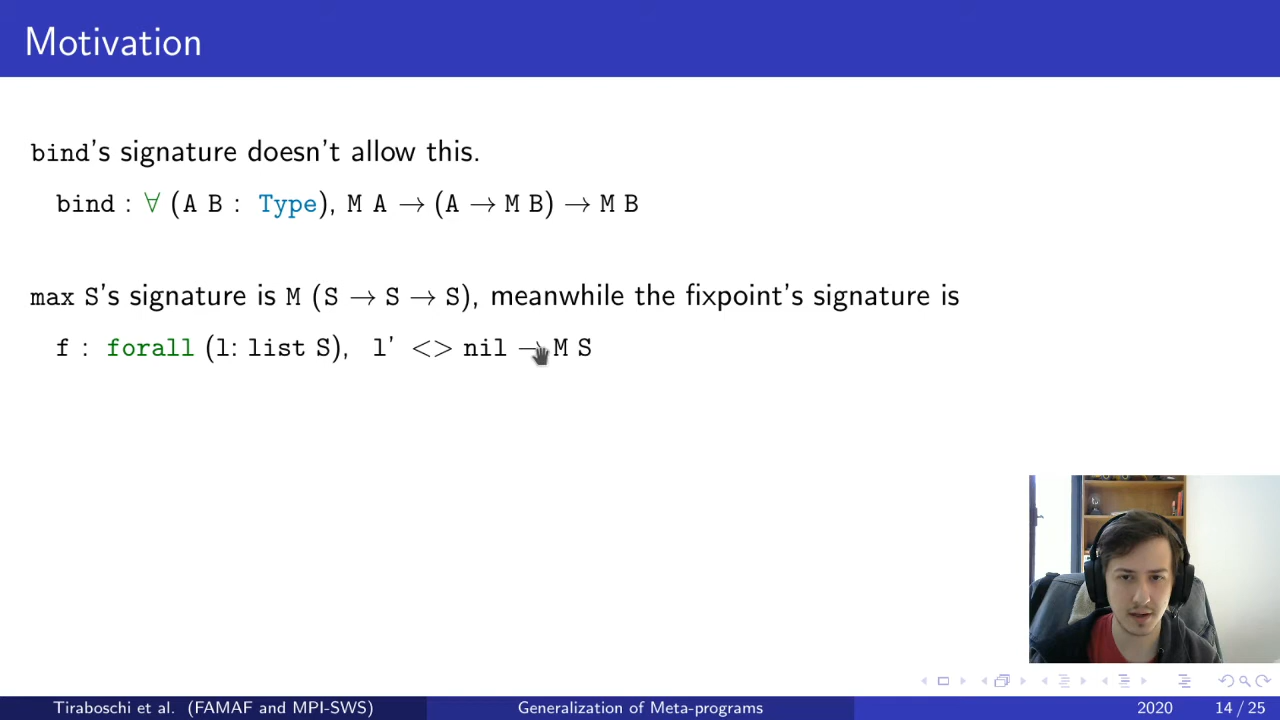 Motivation
bind's signature doesn't allow this.
bind : ∀ (A B : Type), M A → (A → M B) → M B
max S's signature is M (S → S → S), meanwhile the fixpoint's signature is
f : forall (l: list S), l' <> nil → M S
Tiraboschi et al. (FAMAF and MPI-SWS) Generalization of Meta-programs 2020 14 / 25